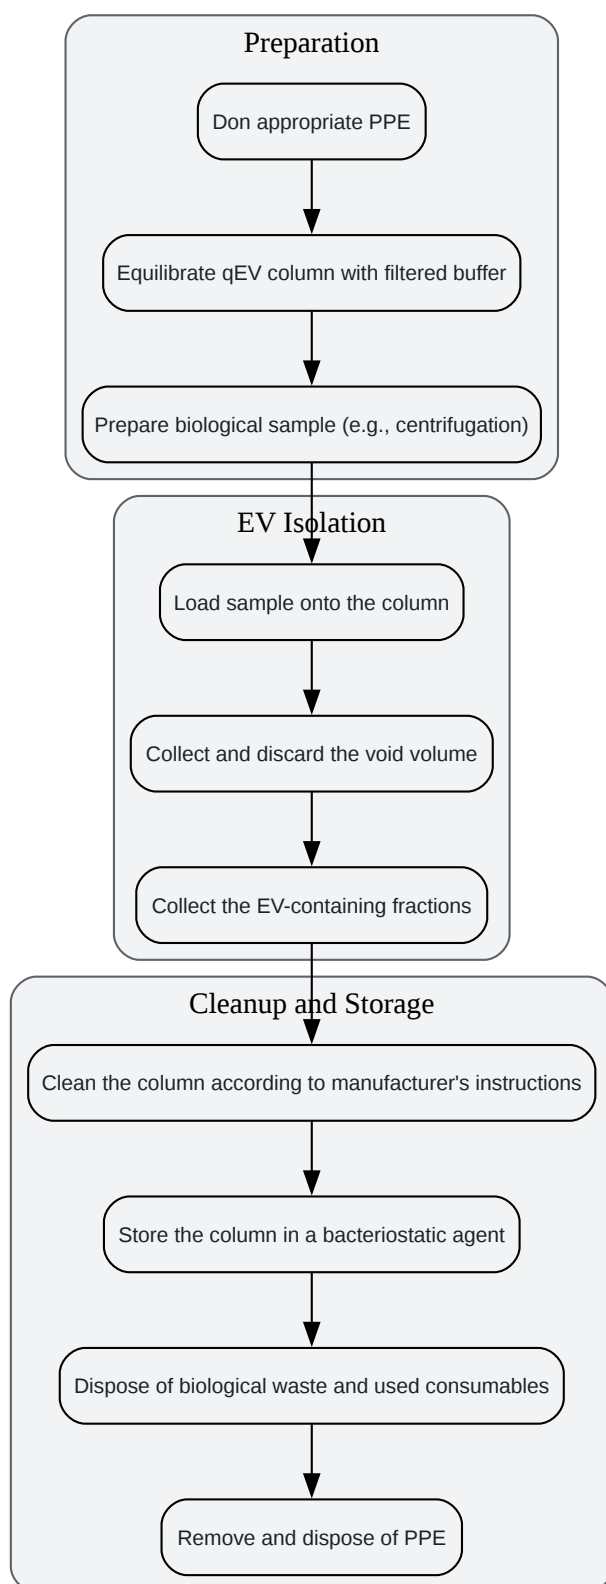 Preparation
Don appropriate PPE
Equilibrate qEV column with filtered buffer
Prepare biological sample (e.g., centrifugation)
EV Isolation
Load sample onto the column
Collect and discard the void volume
Collect the EV-containing fractions
Cleanup and Storage
Clean the column according to manufacturer's instructions
Store the column in a bacteriostatic agent
Dispose of biological waste and used consumables
Remove and dispose of PPE